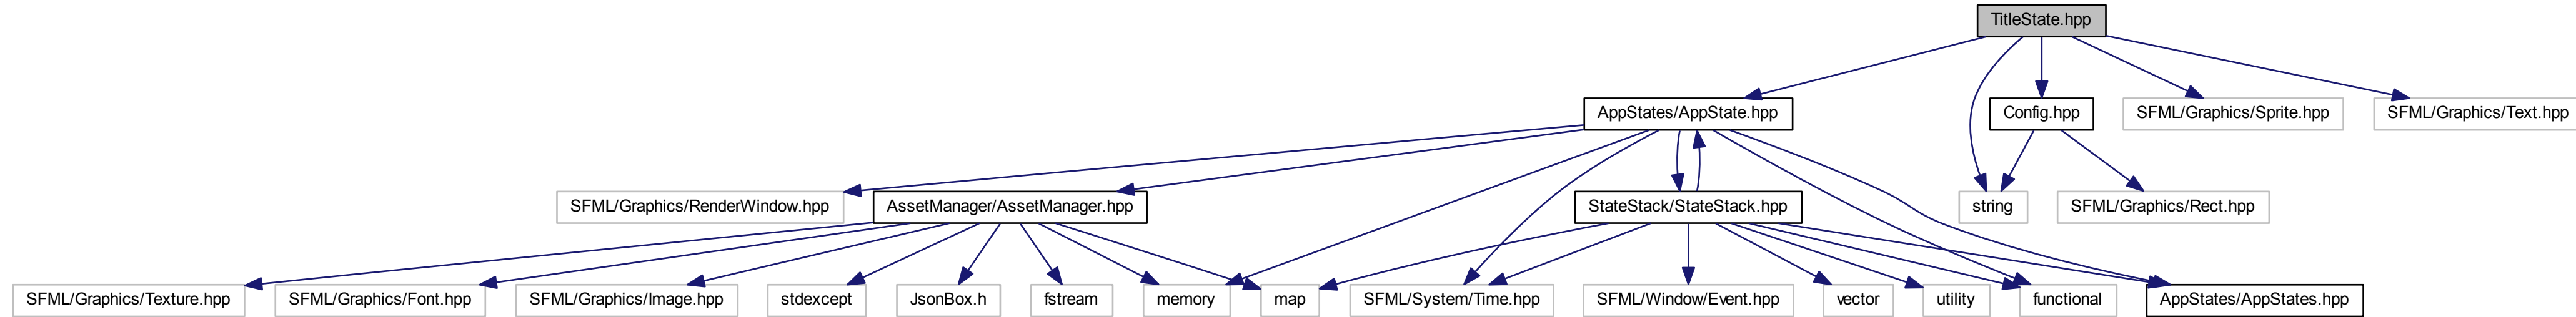 TitleState.hpp
AppStates/AppState.hpp
Config.hpp
SFML/Graphics/Sprite.hpp
SFML/Graphics/Text.hpp
SFML/Graphics/RenderWindow.hpp
AssetManager/AssetManager.hpp
StateStack/StateStack.hpp
string
SFML/Graphics/Rect.hpp
SFML/Graphics/Texture.hpp
SFML/Graphics/Font.hpp
SFML/Graphics/Image.hpp
stdexcept
JsonBox.h
fstream
memory
map
SFML/System/Time.hpp
SFML/Window/Event.hpp
vector
utility
functional
AppStates/AppStates.hpp